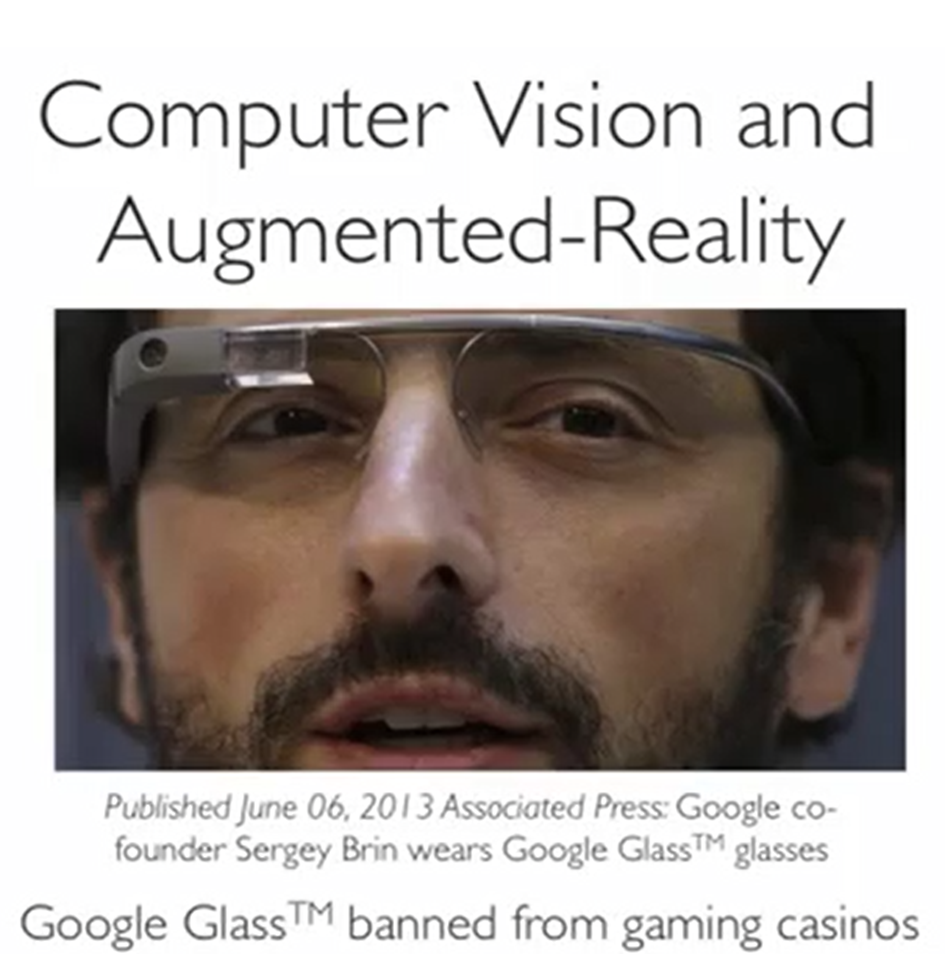 Computer Vision and
Augmented-Reality
Published June 06, 2013 Associated Press: Google co-
founder Sergey Brin wears Google Glass™ glasses
Google Glass™ banned from gaming casinos